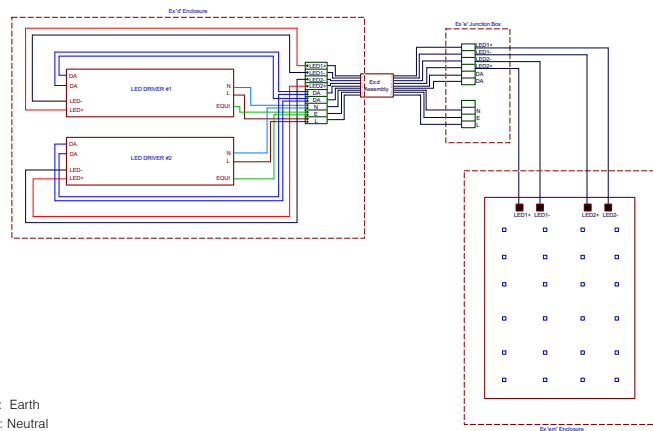 Ex 'd' Enclosure
DA
DA
LED-
LED+
LED DRIVER #1
N
L
EQUI
DA
DA
LED-
LED+
LED DRIVER #2
N
L
EQUI
LED1+
LED1-
LED2-
LED2+
DA
DA
N
E
L
Ex d
Assembly
Ex 'e' Junction Box
LED1+
LED1-
LED2-
LED2+
DA
DA
N
E
L
LED1+
LED1-
LED2+
LED2-
Ex 'em' Enclosure
: Earth
: Neutral